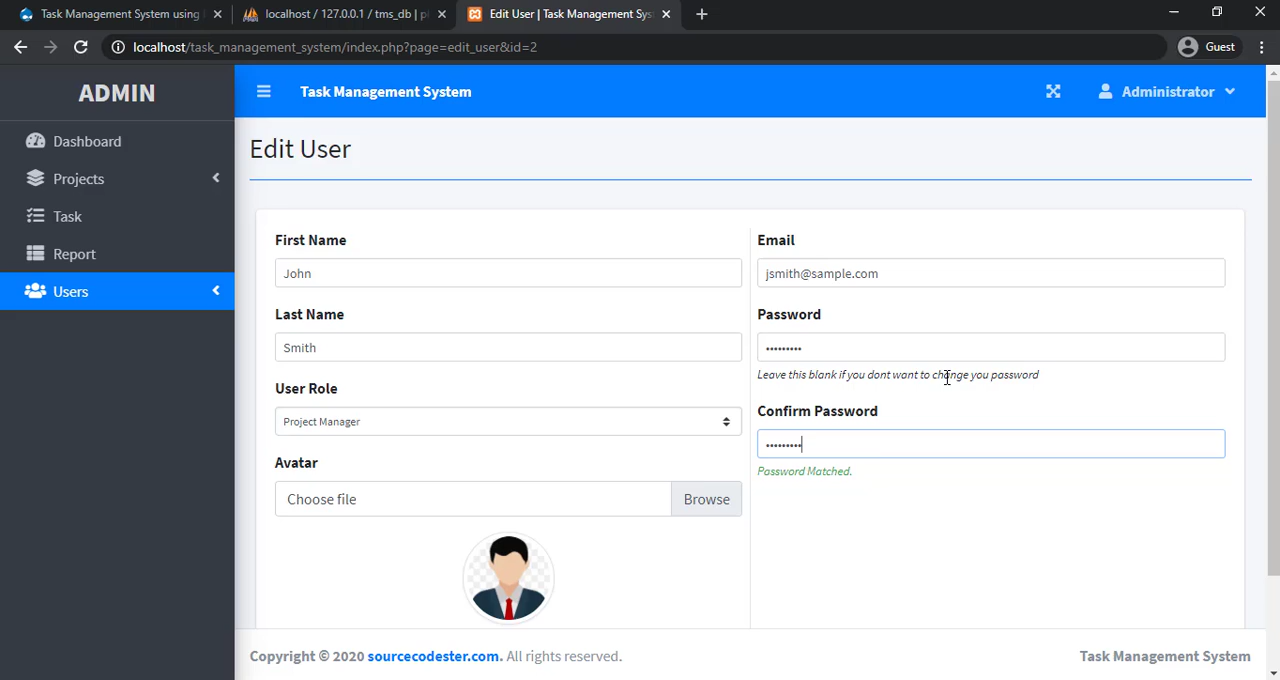 Task Management System using
localhost / 127.0.0.1 / tms_db | p
Edit User | Task Management Sys
localhost/task_management_system/index.php?page=edit_user&id=2
Guest
ADMIN
Task Management System
Administrator
Dashboard
Projects
Task
Report
Users
Edit User
First Name
John
Last Name
Smith
User Role
Project Manager
Avatar
Choose file
Browse
Email
jsmith@sample.com
Password
•••••••••
Leave this blank if you dont want to change you password
Confirm Password
•••••••••
Password Matched.
Copyright © 2020 sourcecodester.com. All rights reserved.
Task Management System